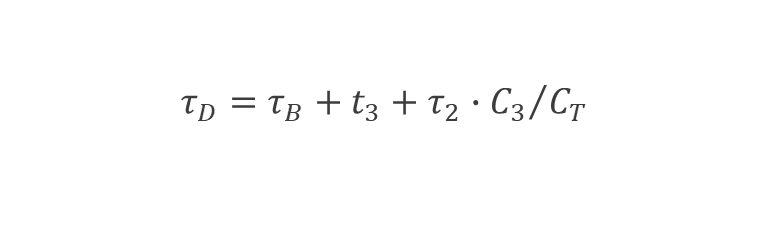 τ_D = τ_B + t_3 + τ_2 · C_3/C_T